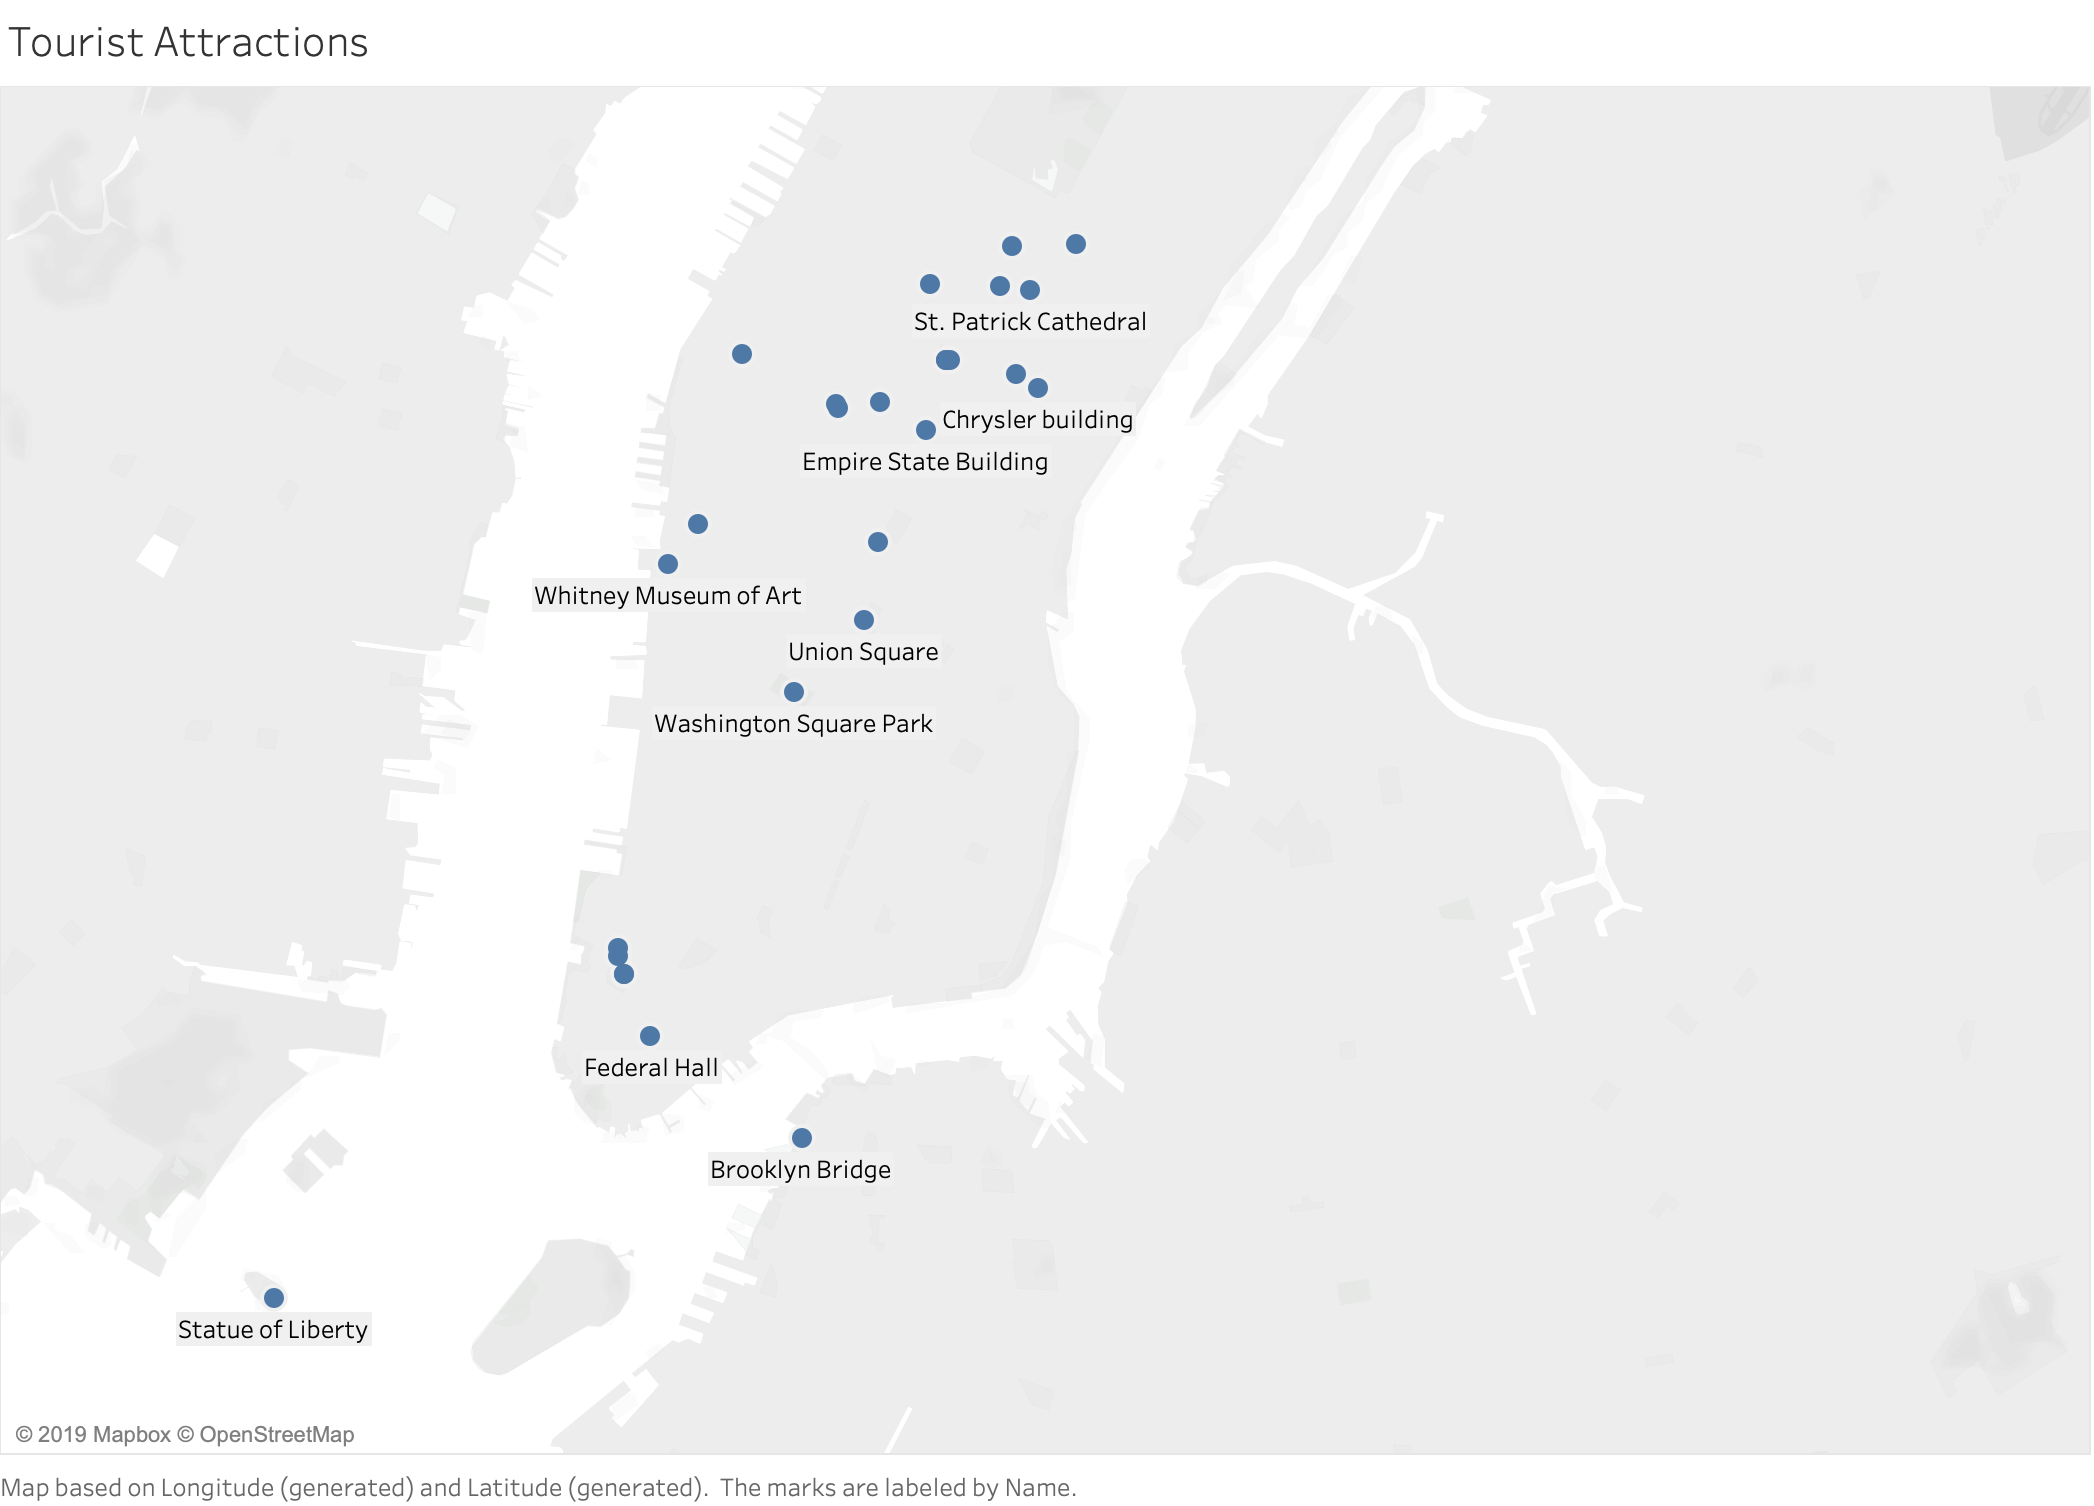 Tourist Attractions
St. Patrick Cathedral
Chrysler building
Empire State Building
Whitney Museum of Art
Union Square
Washington Square Park
Federal Hall
Brooklyn Bridge
Statue of Liberty
© 2019 Mapbox © OpenStreetMap
Map based on Longitude (generated) and Latitude (generated).  The marks are labeled by Name.